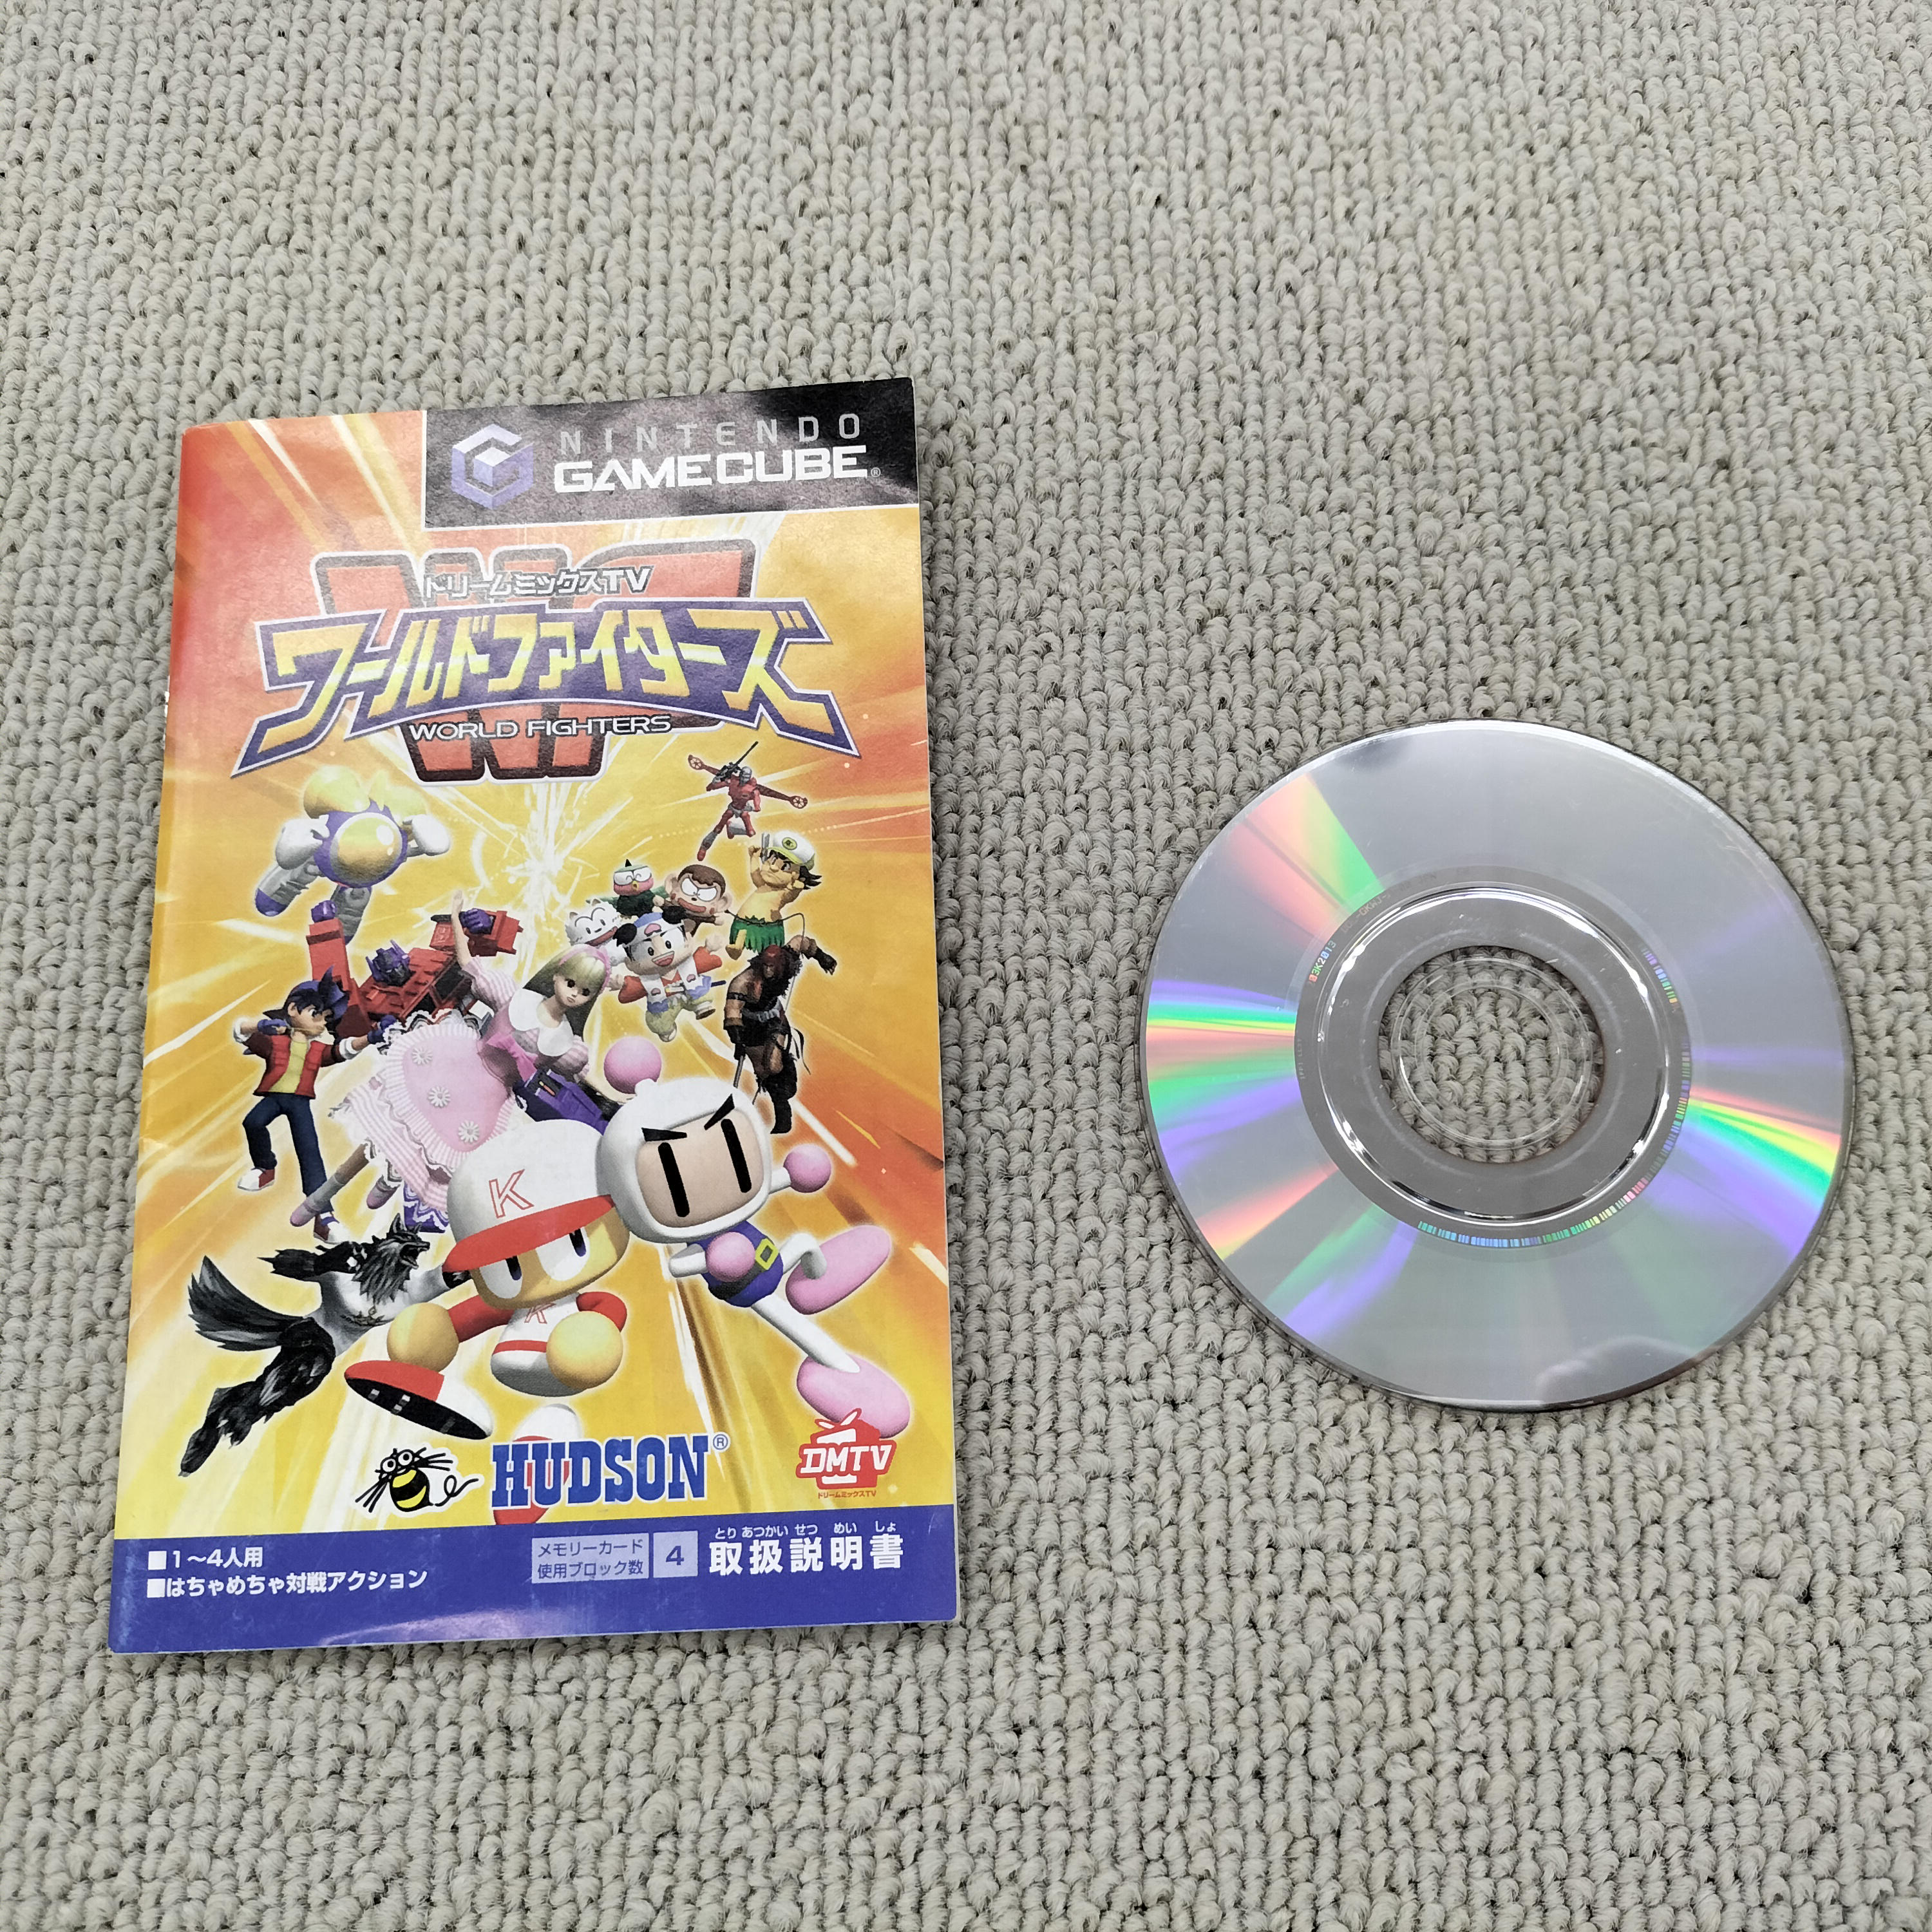 NINTENDO
GAMECUBE®
ドリームミックスTV
ワールドファイターズ
WORLD FIGHTERS
K
K
HUDSON®
DMTV
ドリームミックスTV
■1～4人用
■はちゃめちゃ対戦アクション
メモリーカード
使用ブロック数
4
とり あつかい せつ めい しょ
取扱説明書
03K2013